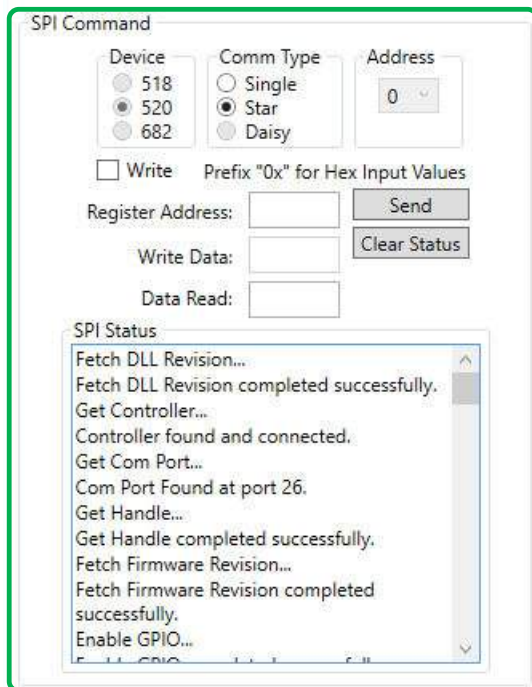 SPI Command
Device Comm Type Address
518 Single
520 Star 0
682 Daisy
Write Prefix "0x" for Hex Input Values
Register Address: Send
Write Data: Clear Status
Data Read:
SPI Status
Fetch DLL Revision...
Fetch DLL Revision completed successfully.
Get Controller...
Controller found and connected.
Get Com Port...
Com Port Found at port 26.
Get Handle...
Get Handle completed successfully.
Fetch Firmware Revision...
Fetch Firmware Revision completed
successfully.
Enable GPIO...